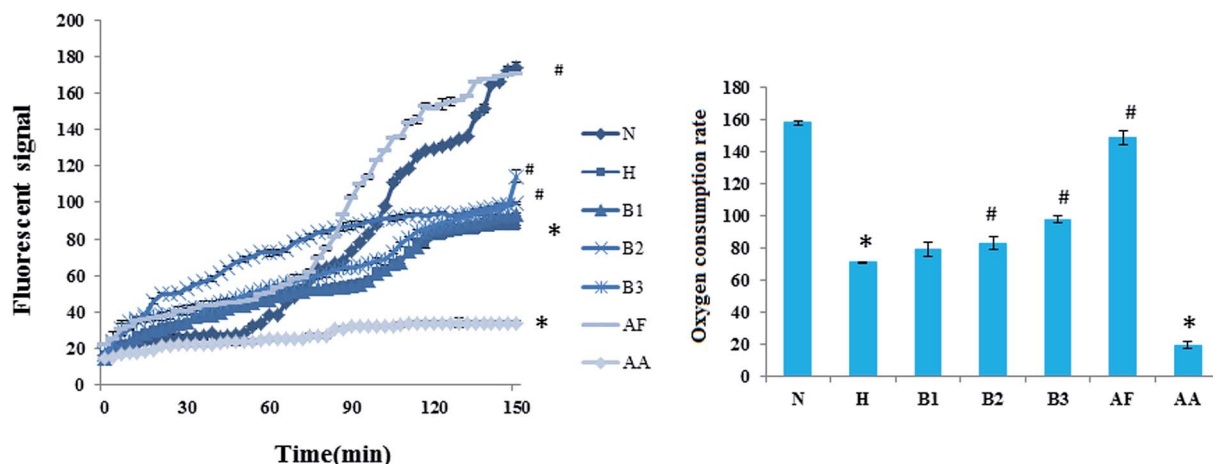 Fluorescent signal
200
180
160
140
120
100
80
60
40
20
0
0 30 60 90 120 150
Time(min)
#
#
#
*
*
N
H
B1
B2
B3
AF
AA
Oxygen consumption rate
180
160
140
120
100
80
60
40
20
0
* # # # *
N H B1 B2 B3 AF AA